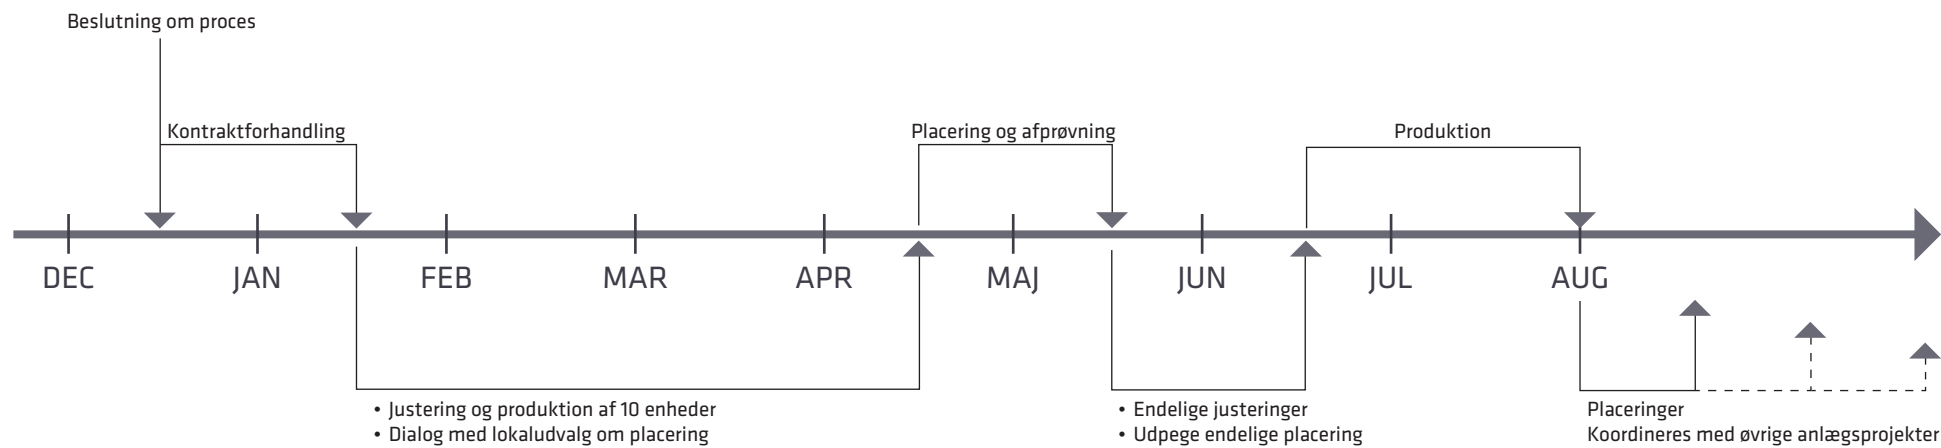 Beslutning om proces
Kontraktforhandling
Placering og afprøvning
Produktion
DEC
JAN
FEB
MAR
APR
MAJ
JUN
JUL
AUG
• Justering og produktion af 10 enheder
• Dialog med lokaludvalg om placering
• Endelige justeringer
• Udpege endelige placering
Placeringer
Koordineres med øvrige anlægsprojekter